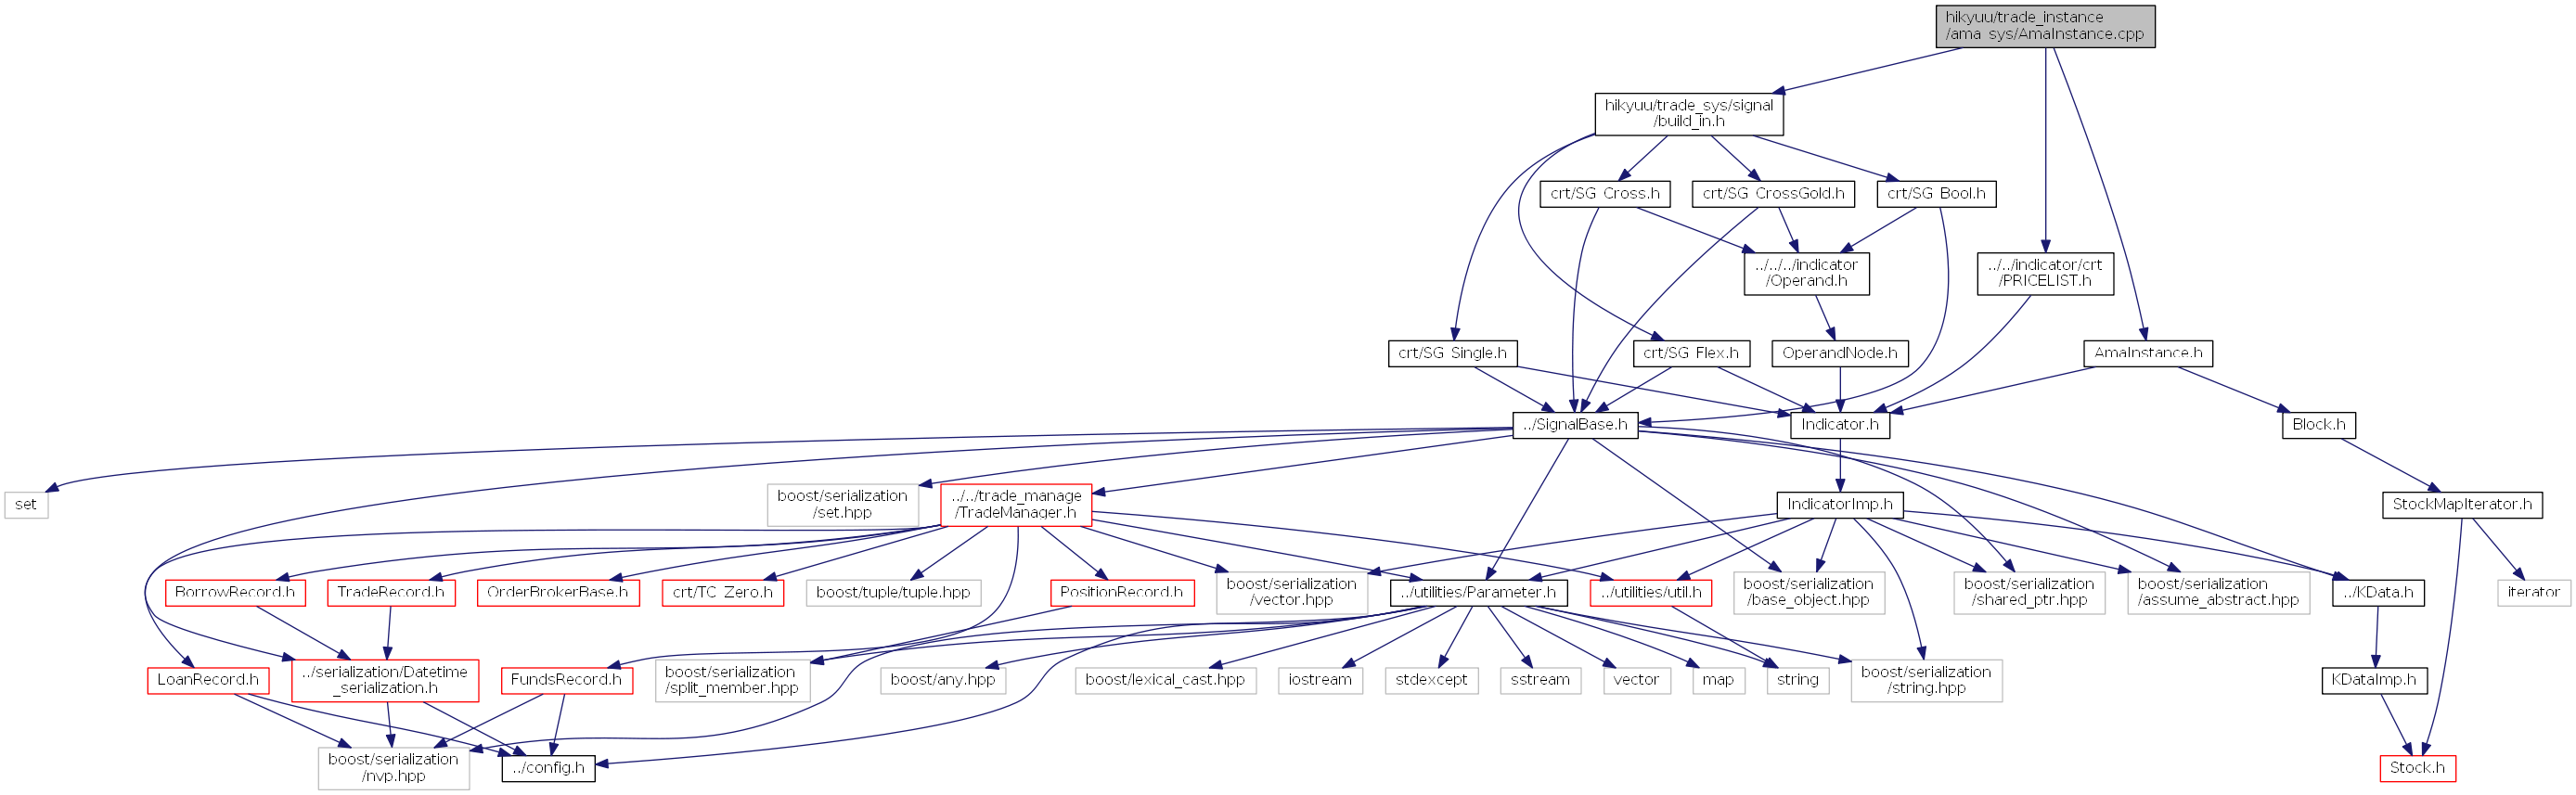 hikyuu/trade_instance
/ama_sys/AmaInstance.cpp
hikyuu/trade_sys/signal
/build_in.h
crt/SG_Cross.h
crt/SG_CrossGold.h
crt/SG_Bool.h
../../../indicator
/Operand.h
../../indicator/crt
/PRICELIST.h
crt/SG_Single.h
crt/SG_Flex.h
OperandNode.h
AmaInstance.h
../SignalBase.h
Indicator.h
Block.h
set
boost/serialization
/set.hpp
../../trade_manage
/TradeManager.h
IndicatorImp.h
StockMapIterator.h
BorrowRecord.h
TradeRecord.h
OrderBrokerBase.h
crt/TC_Zero.h
boost/tuple/tuple.hpp
PositionRecord.h
boost/serialization
/vector.hpp
../utilities/Parameter.h
../utilities/util.h
boost/serialization
/base_object.hpp
boost/serialization
/shared_ptr.hpp
boost/serialization
/assume_abstract.hpp
../KData.h
iterator
LoanRecord.h
../serialization/Datetime
_serialization.h
FundsRecord.h
boost/serialization
/split_member.hpp
boost/any.hpp
boost/lexical_cast.hpp
iostream
stdexcept
sstream
vector
map
string
boost/serialization
/string.hpp
KDataImp.h
boost/serialization
/nvp.hpp
../config.h
Stock.h